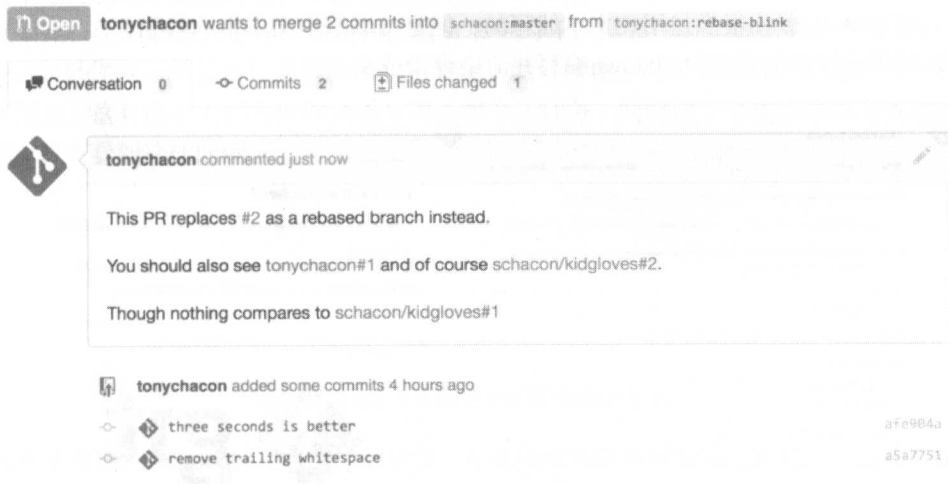 Open tonychacon wants to merge 2 commits into schacon:master from tonychacon:rebase-blink
Conversation 0 Commits 2 Files changed 1
tonychacon commented just now
This PR replaces #2 as a rebased branch instead.
You should also see tonychacon#1 and of course schacon/kidgloves#2.
Though nothing compares to schacon/kidgloves#1
tonychacon added some commits 4 hours ago
three seconds is better afe904a
remove trailing whitespace a5a7751